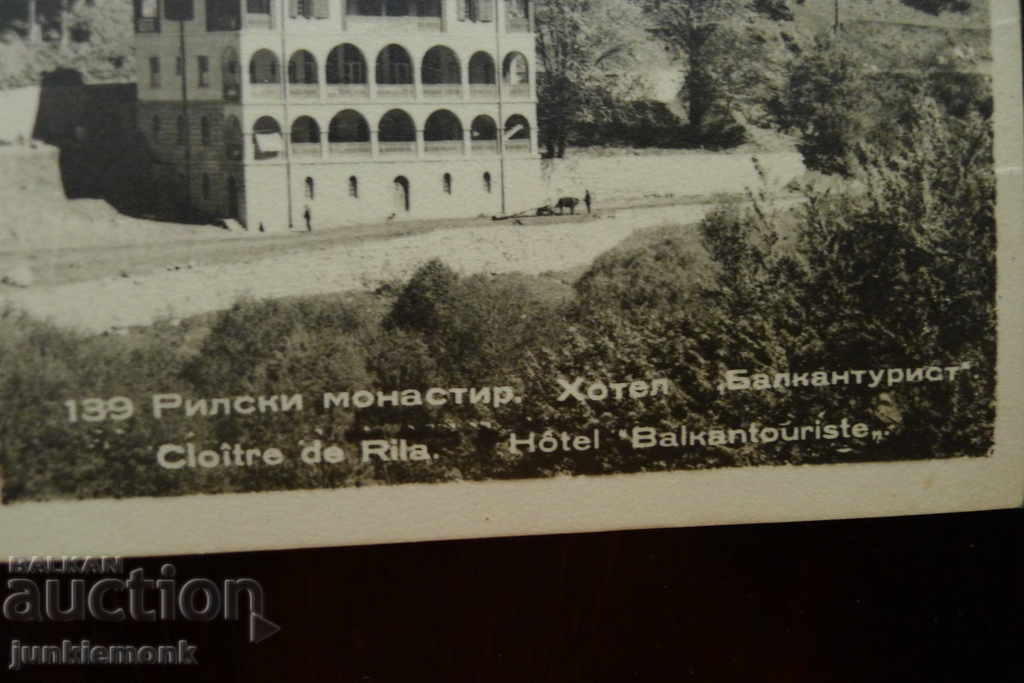 139 Рилски монастир. Хотел „Балкантурист“
Cloître de Rila. Hôtel "Balkantouriste„.
BALKAN
auction
junkiemonk